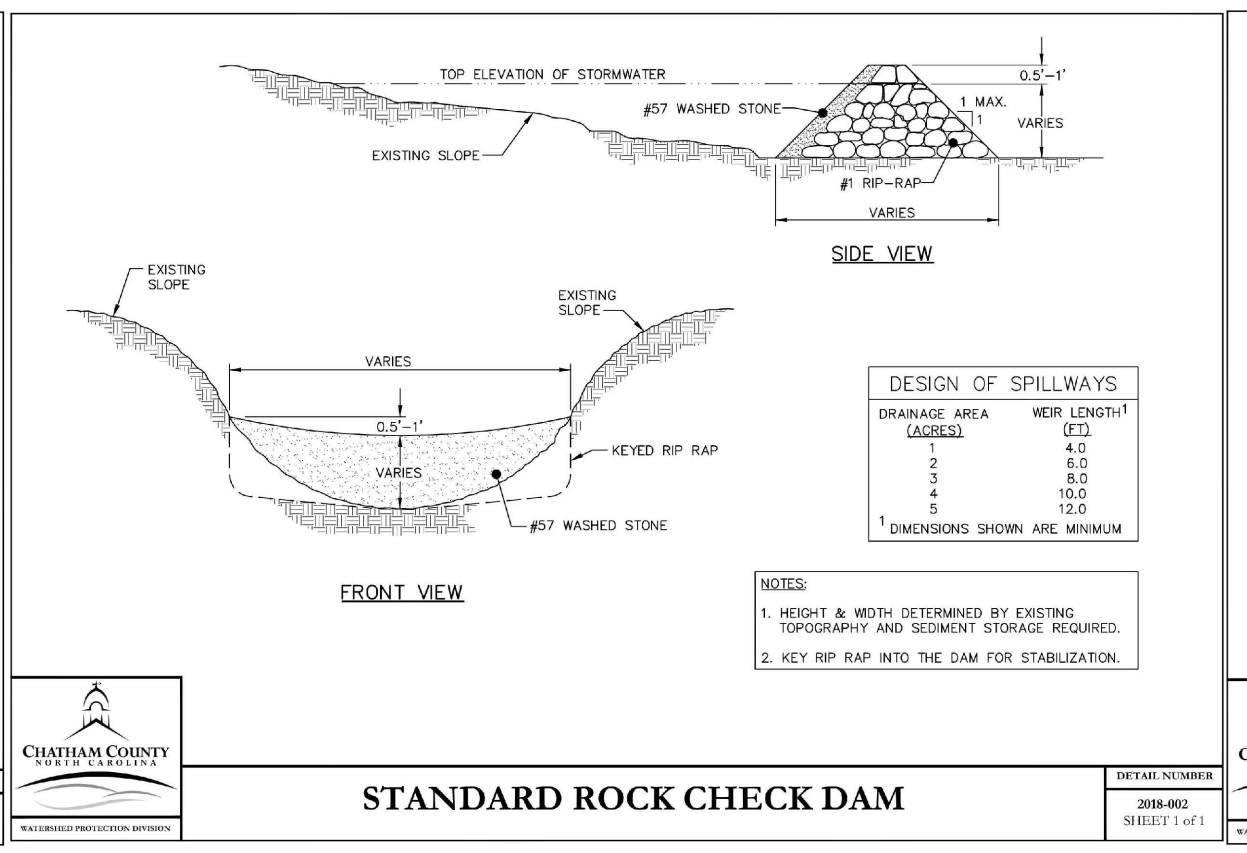 TOP ELEVATION OF STORMWATER
0.5'-1'
#57 WASHED STONE
1 MAX.
1
VARIES
EXISTING SLOPE
#1 RIP-RAP
VARIES
SIDE VIEW
EXISTING
SLOPE
EXISTING
SLOPE
VARIES
0.5'-1'
KEYED RIP RAP
VARIES
#57 WASHED STONE
FRONT VIEW
DESIGN OF SPILLWAYS
DRAINAGE AREA WEIR LENGTH¹
(ACRES) (FT)
1 4.0
2 6.0
3 8.0
4 10.0
5 12.0
¹ DIMENSIONS SHOWN ARE MINIMUM
NOTES:
1. HEIGHT & WIDTH DETERMINED BY EXISTING
TOPOGRAPHY AND SEDIMENT STORAGE REQUIRED.
2. KEY RIP RAP INTO THE DAM FOR STABILIZATION.
CHATHAM COUNTY
NORTH CAROLINA
WATERSHED PROTECTION DIVISION
STANDARD ROCK CHECK DAM
DETAIL NUMBER
2018-002
SHEET 1 of 1